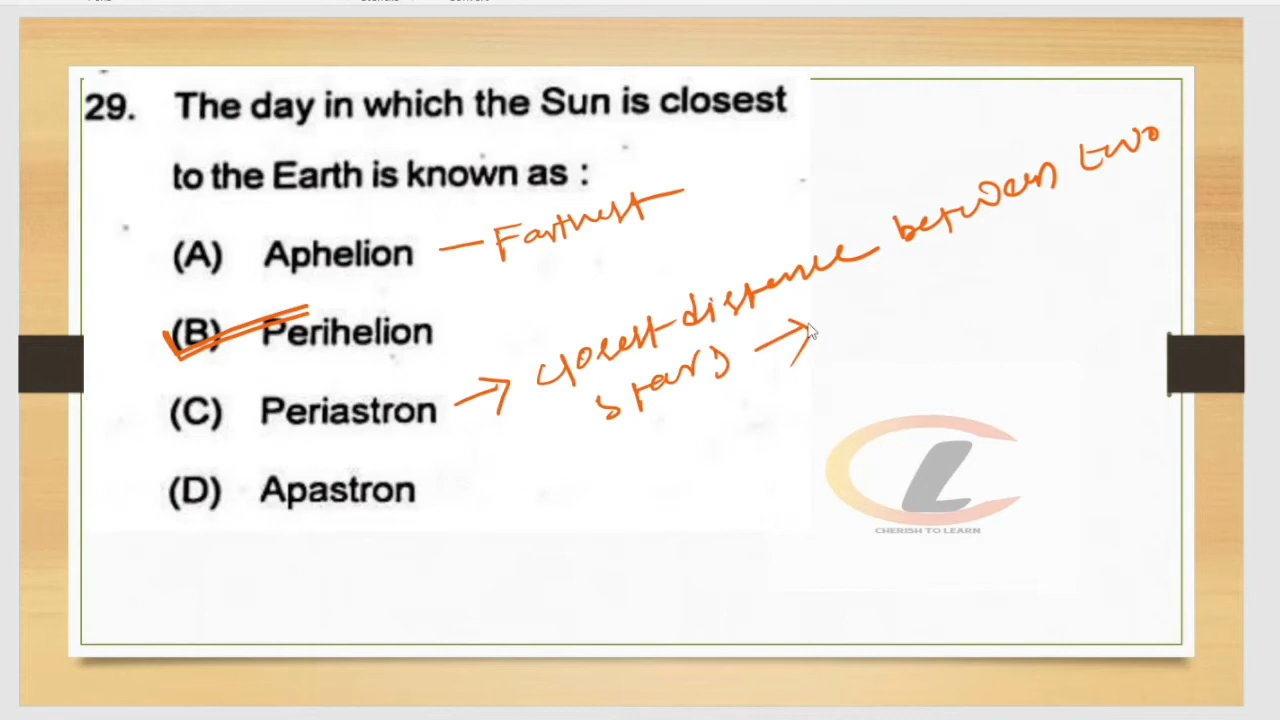 29. The day in which the Sun is closest
to the Earth is known as :
(A) Aphelion — Farthest
(B) Perihelion
(C) Periastron → closest distance between two
stars →
(D) Apastron
CL
CHERISH TO LEARN